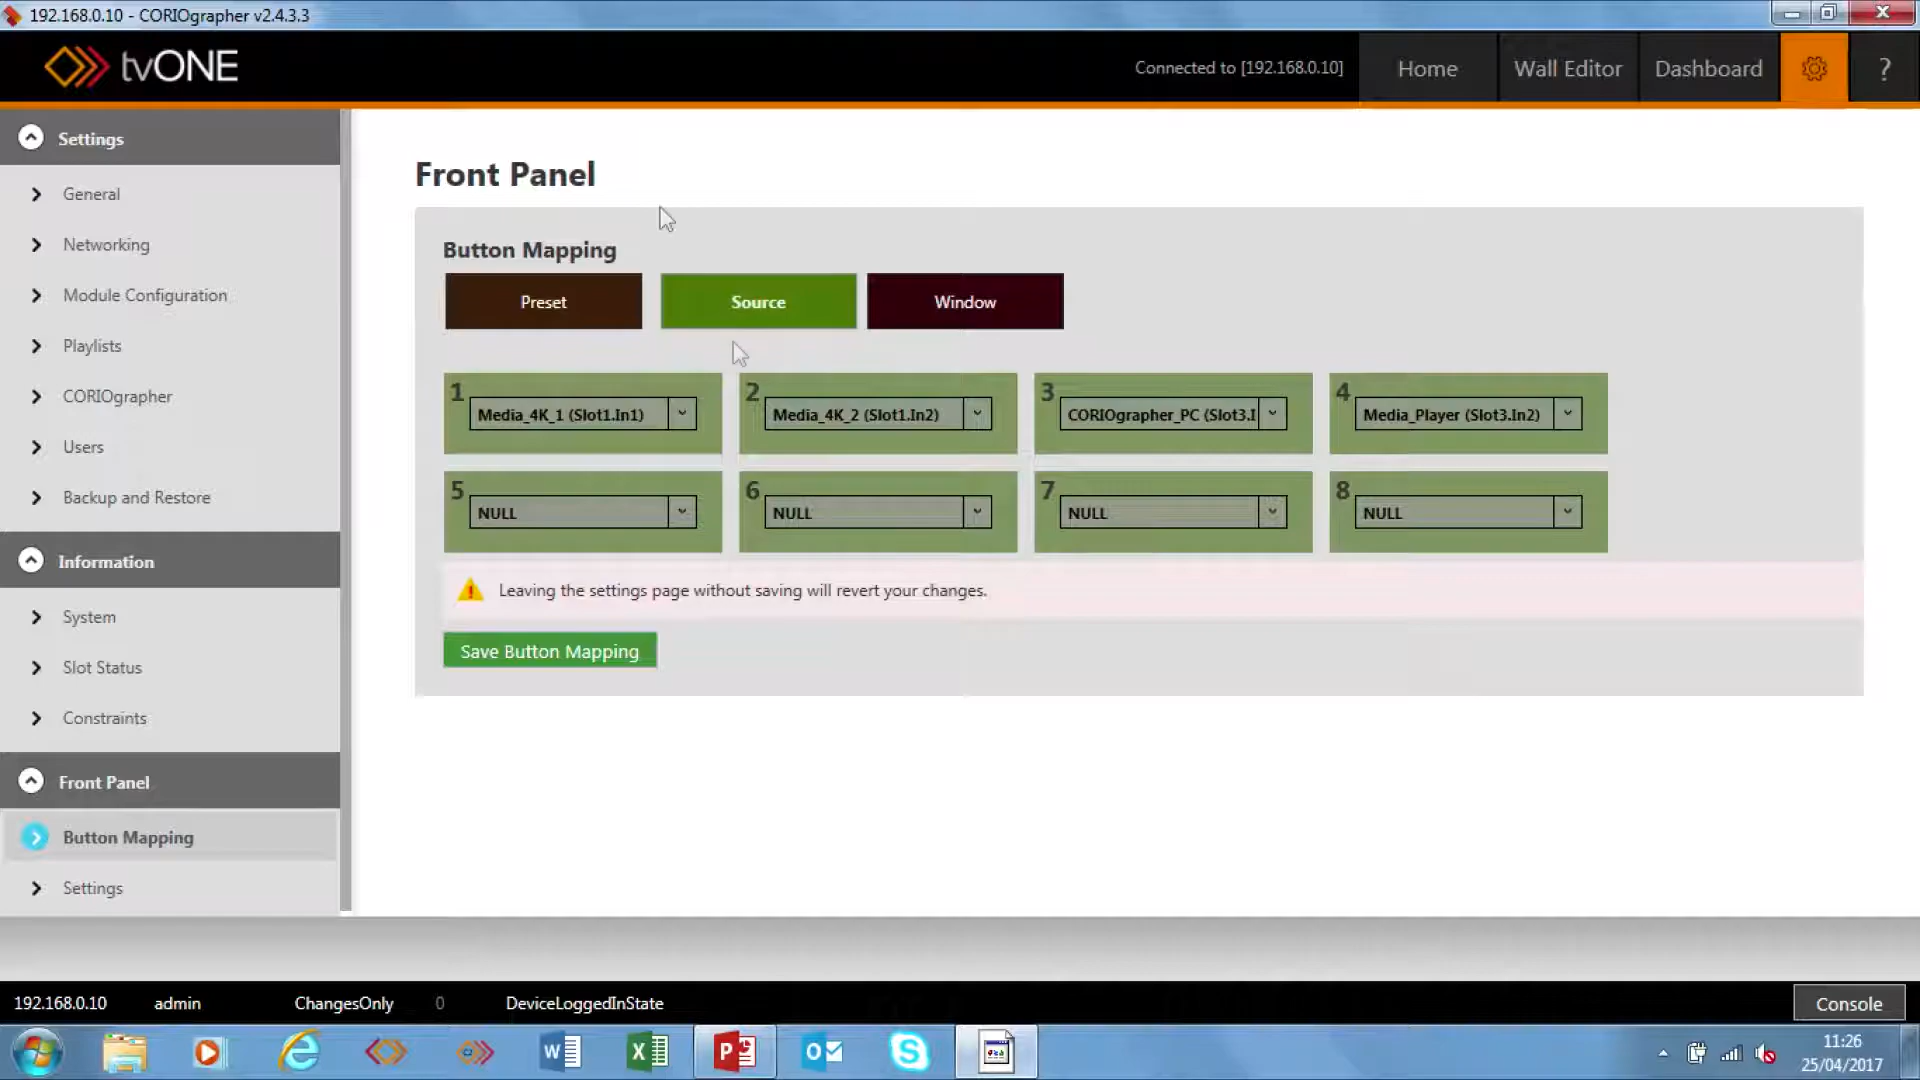 192.168.0.10 - CORIOgrapher v2.4.3.3
tvONE
Connected to [192.168.0.10]
Home
Wall Editor
Dashboard
?
Settings
General
Networking
Module Configuration
Playlists
CORIOgrapher
Users
Backup and Restore
Information
System
Slot Status
Constraints
Front Panel
Button Mapping
Settings
Front Panel
Button Mapping
Preset
Source
Window
1
Media_4K_1 (Slot1.In1)
2
Media_4K_2 (Slot1.In2)
3
CORIOgrapher_PC (Slot3.I
4
Media_Player (Slot3.In2)
5
NULL
6
NULL
7
NULL
8
NULL
Leaving the settings page without saving will revert your changes.
Save Button Mapping
192.168.0.10 admin ChangesOnly 0 DeviceLoggedInState
Console
11:26
25/04/2017